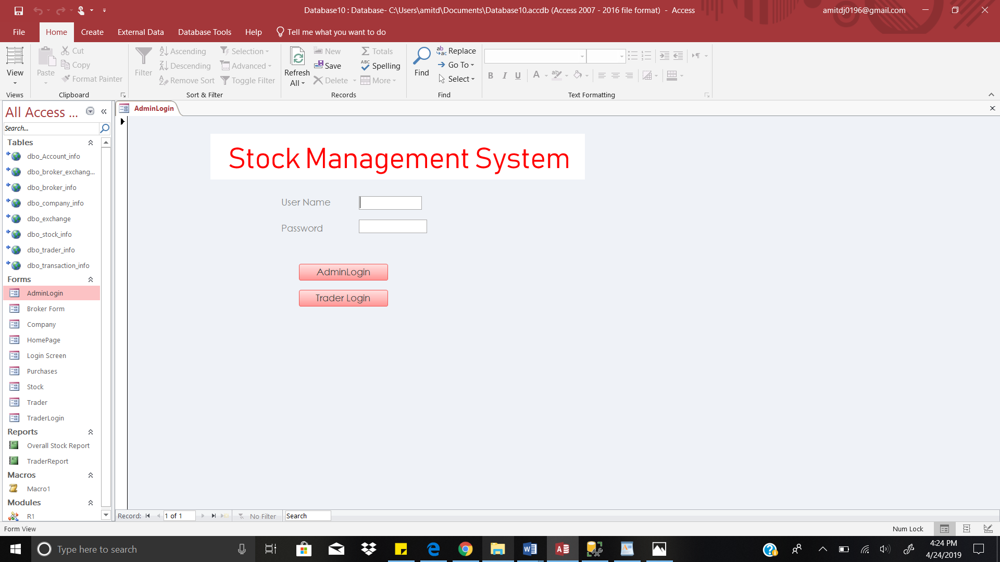 Database10 : Database- C:\Users\amitd\Documents\Database10.accdb (Access 2007 - 2016 file format) - Access
amitdj0196@gmail.com
File Home Create External Data Database Tools Help Tell me what you want to do
View
Views
Paste
Cut
Copy
Format Painter
Clipboard
Filter
Ascending
Descending
Remove Sort
Selection
Advanced
Toggle Filter
Sort & Filter
Refresh
All
New
Save
Delete
Totals
Spelling
More
Records
Find
Replace
Go To
Select
Find
B I U A
Text Formatting
All Access ...
Search...
Tables
dbo_Account_info
dbo_broker_exchang...
dbo_broker_info
dbo_company_info
dbo_exchange
dbo_stock_info
dbo_trader_info
dbo_transaction_info
Forms
AdminLogin
Broker Form
Company
HomePage
Login Screen
Purchases
Stock
Trader
TraderLogin
Reports
Overall Stock Report
TraderReport
Macros
Macro1
Modules
R1
AdminLogin
Stock Management System
User Name
Password
AdminLogin
Trader Login
Record: 1 of 1 No Filter Search
Form View
Num Lock
Type here to search
4:24 PM
4/24/2019